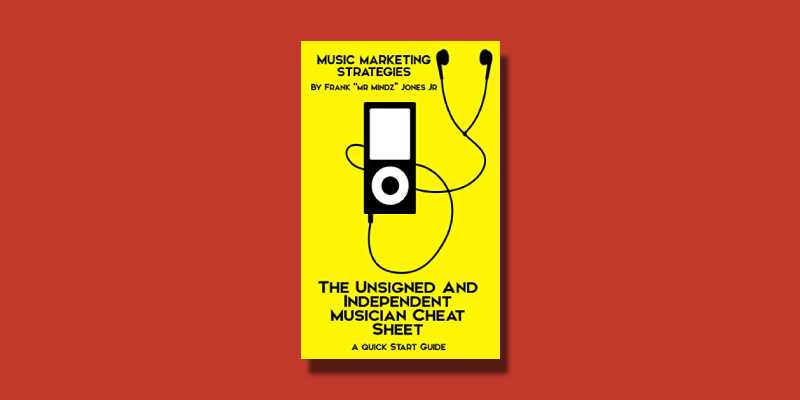 MUSIC MARKETING
STRATEGIES
BY FRANK "MR MINDZ" JONES JR
THE UNSIGNED AND
INDEPENDENT
MUSICIAN CHEAT
SHEET
A QUICK START GUIDE